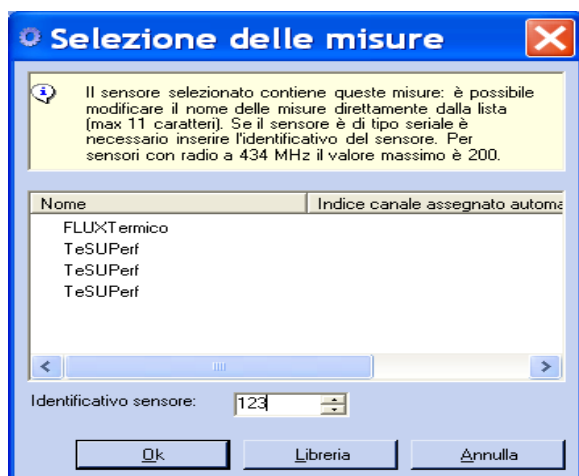 Selezione delle misure
Il sensore selezionato contiene queste misure: è possibile
modificare il nome delle misure direttamente dalla lista
(max 11 caratteri). Se il sensore è di tipo seriale è
necessario inserire l'identificativo del sensore. Per
sensori con radio a 434 MHz il valore massimo è 200.
Nome Indice canale assegnato automa
FLUXTermico
TeSUPerf
TeSUPerf
TeSUPerf
Identificativo sensore: 123
Ok Libreria Annulla